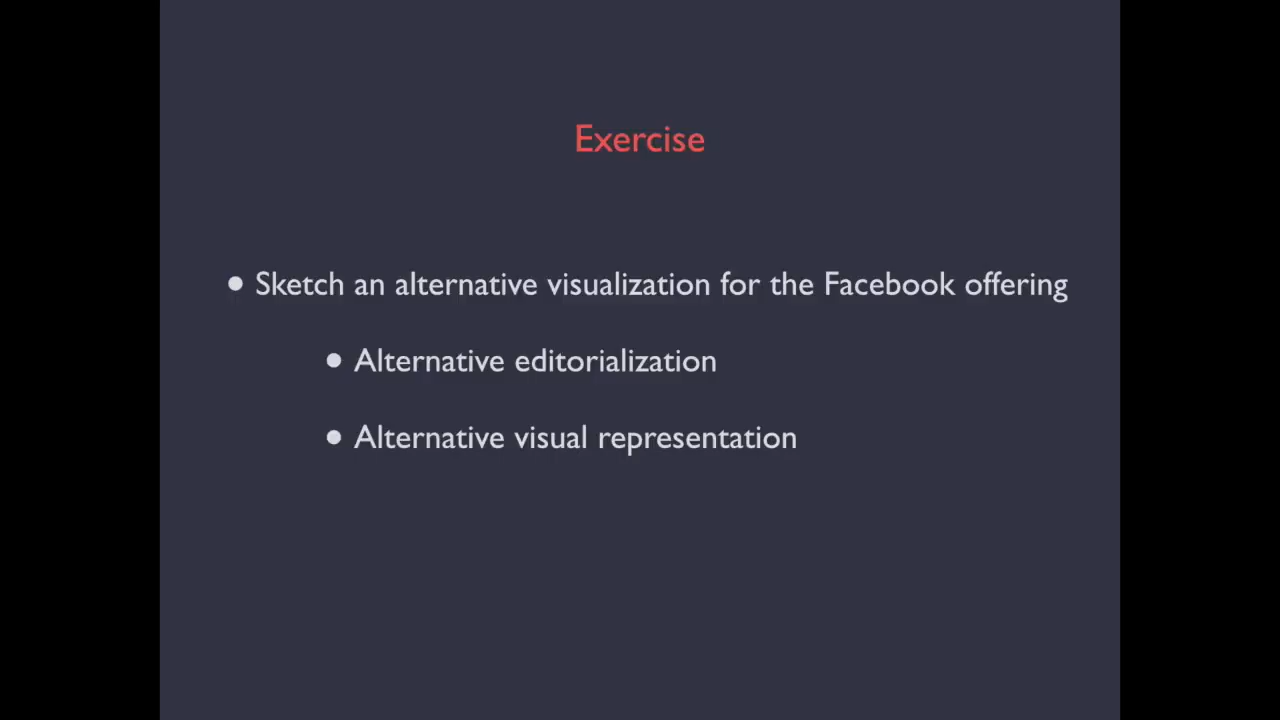 Exercise
• Sketch an alternative visualization for the Facebook offering
• Alternative editorialization
• Alternative visual representation